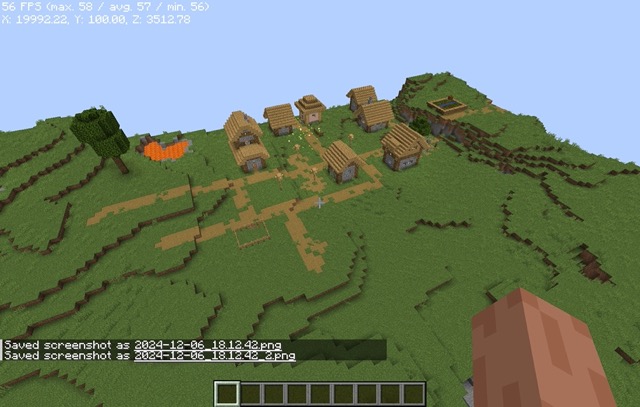 56 FPS (max. 58 / avg. 57 / min. 56)
X: 19992.22, Y: 100.00, Z: 3512.78
Saved screenshot as 2024-12-06_18.12.42.png
Saved screenshot as 2024-12-06_18.12.42_2.png